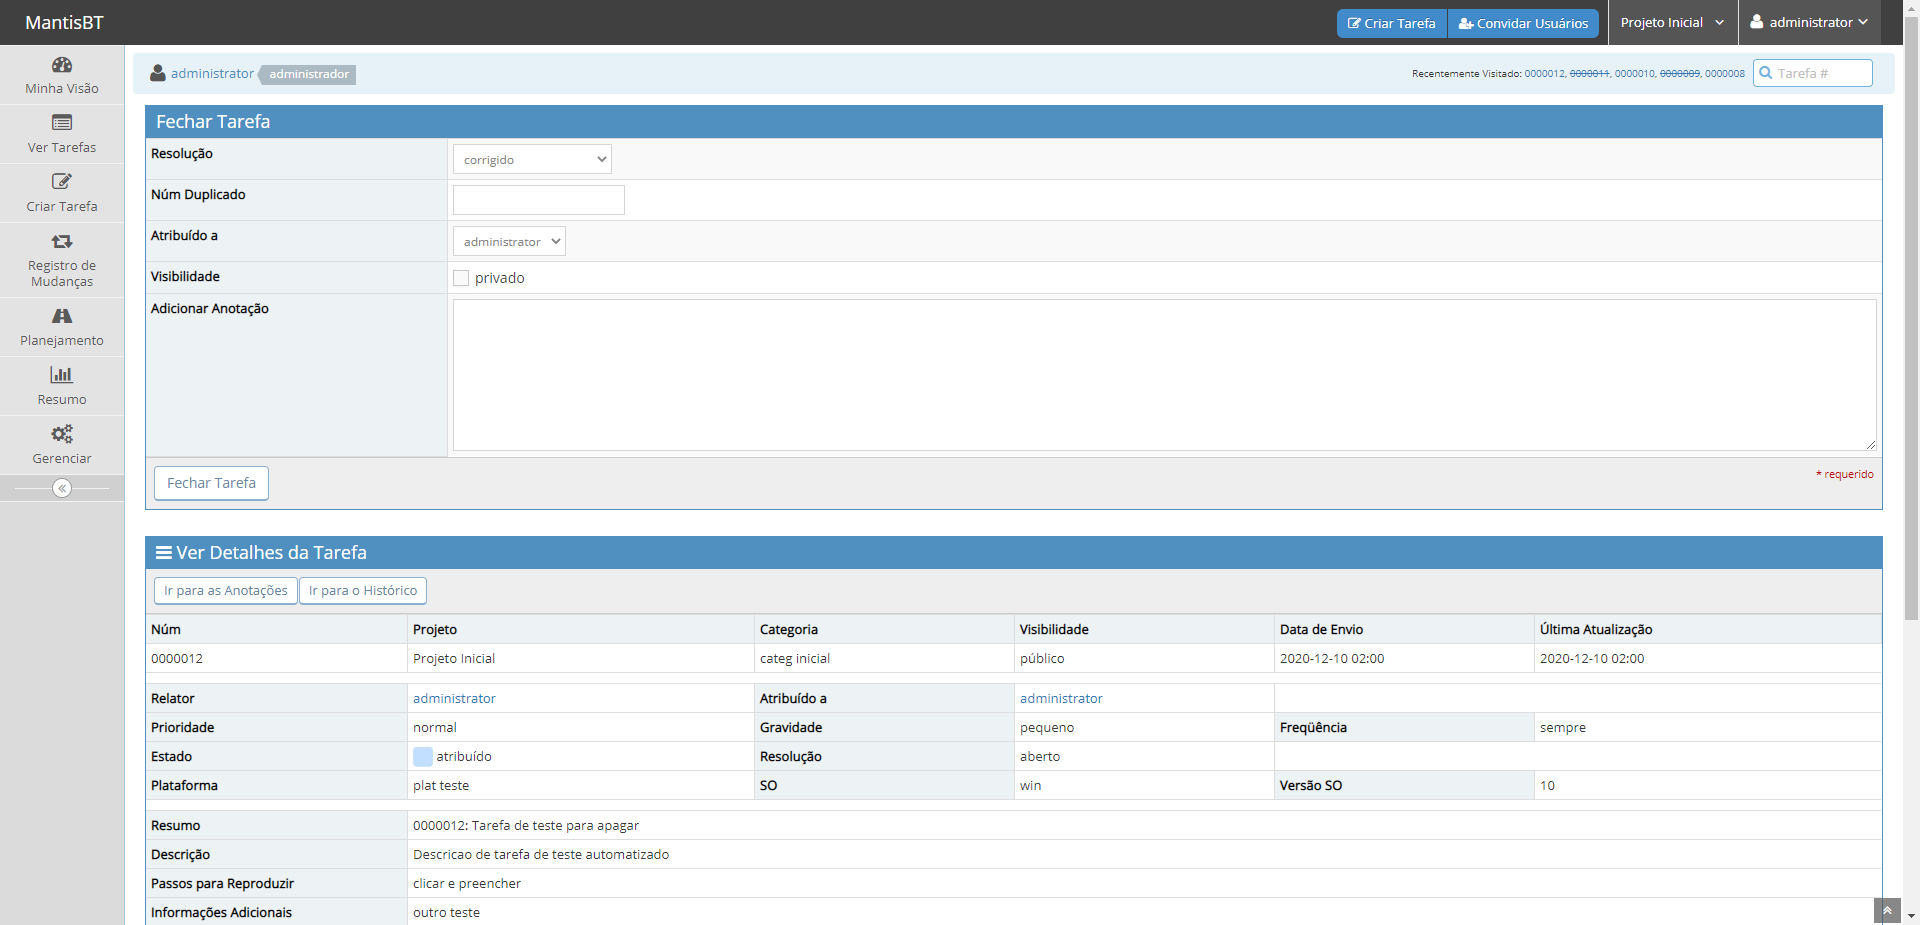 MantisBT
Criar Tarefa Convidar Usuários Projeto Inicial administrator
Minha Visão
Ver Tarefas
Criar Tarefa
Registro de
Mudanças
Planejamento
Resumo
Gerenciar
administrator administrador
Recentemente Visitado: 0000012, 0000011, 0000010, 0000009, 0000008 Tarefa #
Fechar Tarefa
Resolução corrigido
Núm Duplicado
Atribuído a administrator
Visibilidade privado
Adicionar Anotação
Fechar Tarefa * requerido
Ver Detalhes da Tarefa
Ir para as Anotações Ir para o Histórico
Núm Projeto Categoria Visibilidade Data de Envio Última Atualização
0000012 Projeto Inicial categ inicial público 2020-12-10 02:00 2020-12-10 02:00
Relator administrator Atribuído a administrator
Prioridade normal Gravidade pequeno Freqüência sempre
Estado atribuído Resolução aberto
Plataforma plat teste SO win Versão SO 10
Resumo 0000012: Tarefa de teste para apagar
Descrição Descricao de tarefa de teste automatizado
Passos para Reproduzir clicar e preencher
Informações Adicionais outro teste